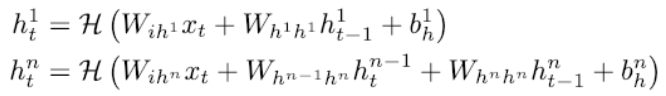 $h_t^1 = \mathcal{H}\left(W_{ih^1}x_t + W_{h^1h^1}h_{t-1}^1 + b_h^1\right)$
$h_t^n = \mathcal{H}\left(W_{ih^n}x_t + W_{h^{n-1}h^n}h_t^{n-1} + W_{h^nh^n}h_{t-1}^n + b_h^n\right)$